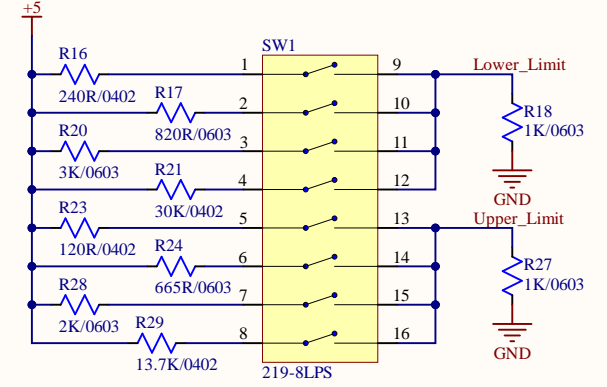 +5
SW1
R16
1
9
Lower_Limit
240R/0402
R17
2
10
R18
820R/0603
1K/0603
R20
3
11
3K/0603
R21
4
12
30K/0402
GND
R23
5
13
Upper_Limit
120R/0402
R24
6
14
R27
665R/0603
1K/0603
R28
7
15
2K/0603
R29
8
16
13.7K/0402
GND
219-8LPS